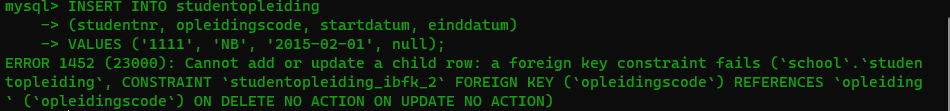 mysql> INSERT INTO studentopleiding
    -> (studentnr, opleidingscode, startdatum, einddatum)
    -> VALUES ('1111', 'NB', '2015-02-01', null);
ERROR 1452 (23000): Cannot add or update a child row: a foreign key constraint fails (`school`.`studen
topleiding`, CONSTRAINT `studentopleiding_ibfk_2` FOREIGN KEY (`opleidingscode`) REFERENCES `opleiding
` (`opleidingscode`) ON DELETE NO ACTION ON UPDATE NO ACTION)